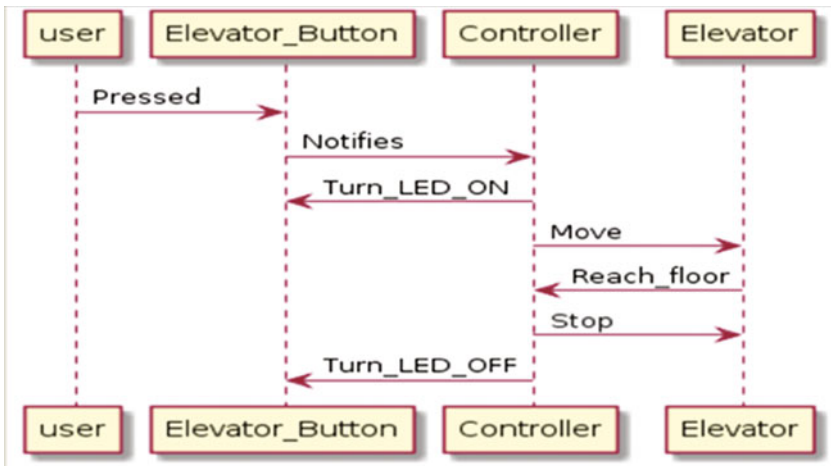 user Elevator_Button Controller Elevator
Pressed
Notifies
Turn_LED_ON
Move
Reach_floor
Stop
Turn_LED_OFF
user Elevator_Button Controller Elevator